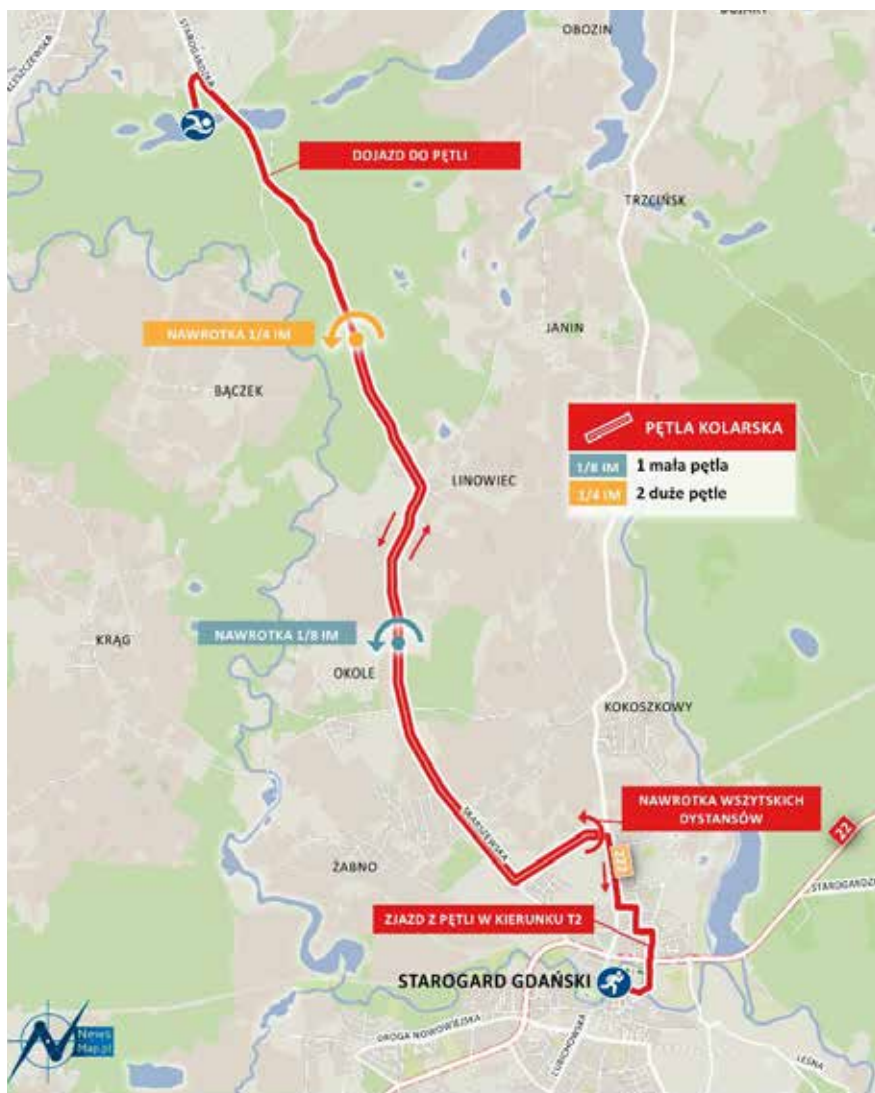 OBOZIN
STAROGARDZKA
DOJAZD DO PĘTLI
TRZCIŃSK
NAWROTKA 1/4 IM
JANIN
BĄCZEK
PĘTLA KOLARSKA
1/8 IM 1 mała pętla
1/4 IM 2 duże pętle
LINOWIEC
NAWROTKA 1/8 IM
KRĄG
OKOLE
KOKOSZKOWY
NAWROTKA WSZYTSKICH
DYSTANSÓW
SKARSZEWSKA
22
222
ŻABNO
ZJAZD Z PĘTLI W KIERUNKU T2
STAROGARD GDAŃSKI
News
Map.pl
DROGA NOWOWIEJSKA
LUBICHOWSKA
LEŚNA